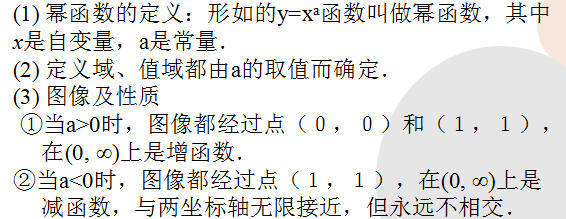 (1) 幂函数的定义：形如的y=xᵃ函数叫做幂函数，其中
x是自变量，a是常量．
(2) 定义域、值域都由a的取值而确定．
(3) 图像及性质
①当a>0时，图像都经过点（０，０）和（１，１），
在(0, ∞)上是增函数．
②当a<0时，图像都经过点（１，１），在(0, ∞)上是
减函数，与两坐标轴无限接近，但永远不相交．